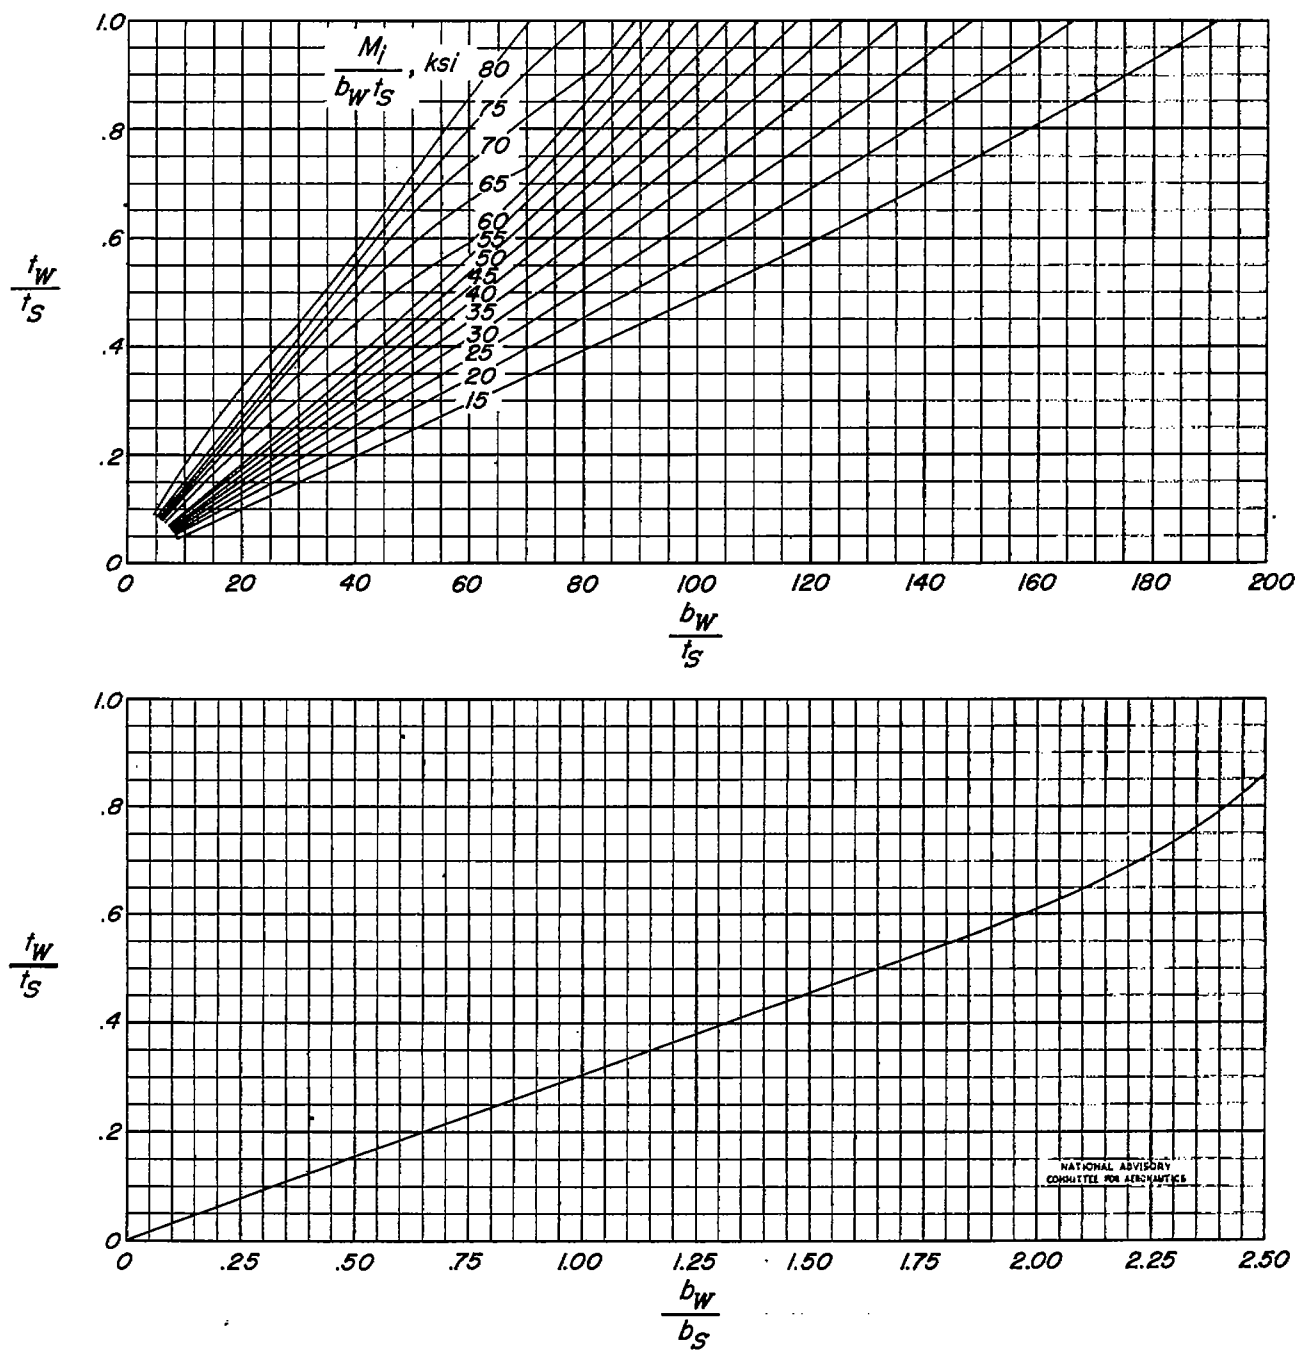 1.0
.8
.6
.4
.2
0
t_W
t_S
M_i
b_W t_S
, ksi
80
75
70
65
60
55
50
45
40
35
30
25
20
15
0 20 40 60 80 100 120 140 160 180 200
b_W
t_S
1.0
.8
.6
.4
.2
0
t_W
t_S
NATIONAL ADVISORY
COMMITTEE FOR AERONAUTICS
0 .25 .50 .75 1.00 1.25 1.50 1.75 2.00 2.25 2.50
b_W
b_S